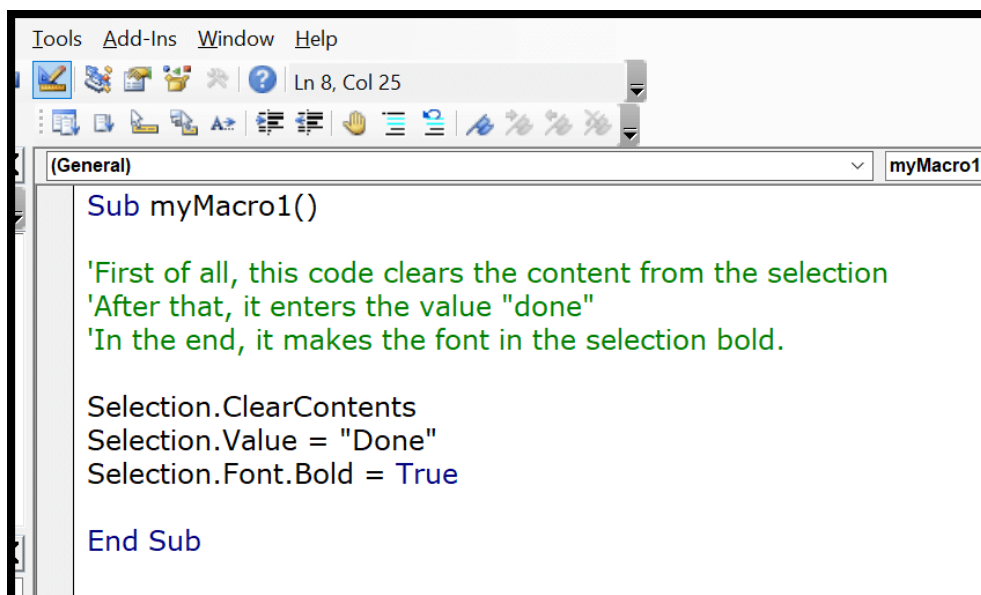 Tools Add-Ins Window Help
Ln 8, Col 25
(General) myMacro1
Sub myMacro1()
'First of all, this code clears the content from the selection
'After that, it enters the value "done"
'In the end, it makes the font in the selection bold.
Selection.ClearContents
Selection.Value = "Done"
Selection.Font.Bold = True
End Sub